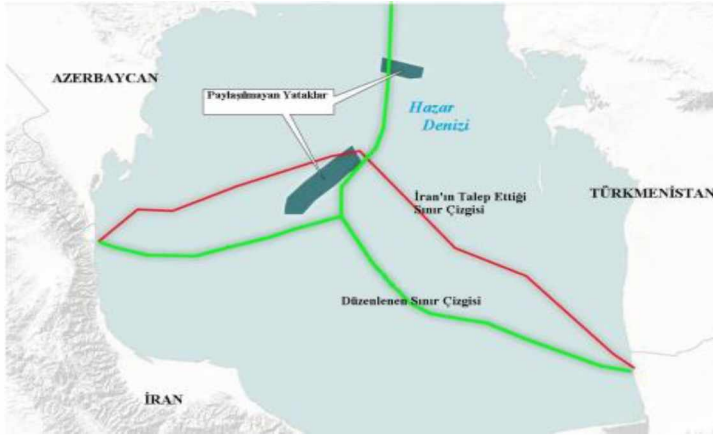 AZERBAYCAN
Paylaşılmayan Yataklar
Hazar
Denizi
İran'ın Talep Ettiği
Sınır Çizgisi
TÜRKMENİSTAN
Düzenlenen Sınır Çizgisi
İRAN